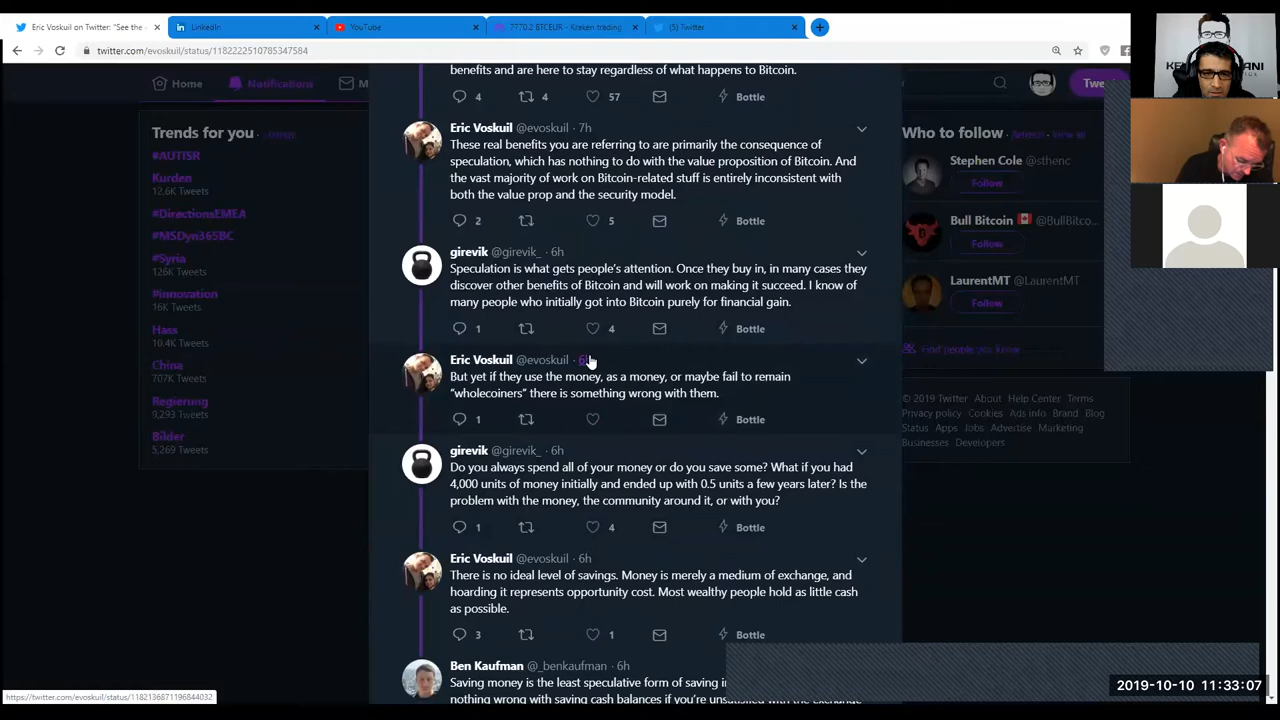 Eric Voskuil on Twitter: "See the
LinkedIn
YouTube
7770.2 BTCEUR - Kraken trading
(5) Twitter
twitter.com/evoskuil/status/1182222510785347584
Home
Notifications
M
Twe
Trends for you
#AUTISR
Kurden
12.6K Tweets
#DirectionsEMEA
#MSDyn365BC
#Syria
126K Tweets
#innovation
16K Tweets
Hass
10.4K Tweets
China
707K Tweets
Regierung
9,293 Tweets
Bilder
5,269 Tweets
benefits and are here to stay regardless of what happens to Bitcoin.
4 4 57 Bottle
Eric Voskuil @evoskuil · 7h
These real benefits you are referring to are primarily the consequence of
speculation, which has nothing to do with the value proposition of Bitcoin. And
the vast majority of work on Bitcoin-related stuff is entirely inconsistent with
both the value prop and the security model.
2 5 Bottle
girevik @girevik_ · 6h
Speculation is what gets people's attention. Once they buy in, in many cases they
discover other benefits of Bitcoin and will work on making it succeed. I know of
many people who initially got into Bitcoin purely for financial gain.
1 4 Bottle
Eric Voskuil @evoskuil ·
But yet if they use the money, as a money, or maybe fail to remain
"wholecoiners" there is something wrong with them.
1 Bottle
girevik @girevik_ · 6h
Do you always spend all of your money or do you save some? What if you had
4,000 units of money initially and ended up with 0.5 units a few years later? Is the
problem with the money, the community around it, or with you?
1 4 Bottle
Eric Voskuil @evoskuil · 6h
There is no ideal level of savings. Money is merely a medium of exchange, and
hoarding it represents opportunity cost. Most wealthy people hold as little cash
as possible.
3 1 Bottle
Ben Kaufman @_benkaufman · 6h
Saving money is the least speculative form of saving
nothing wrong with saving cash balances if you're unsatisfied with the exchange
Who to follow
Stephen Cole @sthenc
Follow
Bull Bitcoin @BullBitco...
Follow
LaurentMT @LaurentMT
Follow
Find people you know
© 2019 Twitter About Help Center Terms
Privacy policy Cookies Ads info Brand Blog
Status Apps Jobs Advertise Marketing
Businesses Developers
https://twitter.com/evoskuil/status/1182136871196844032
2019-10-10 11:33:07